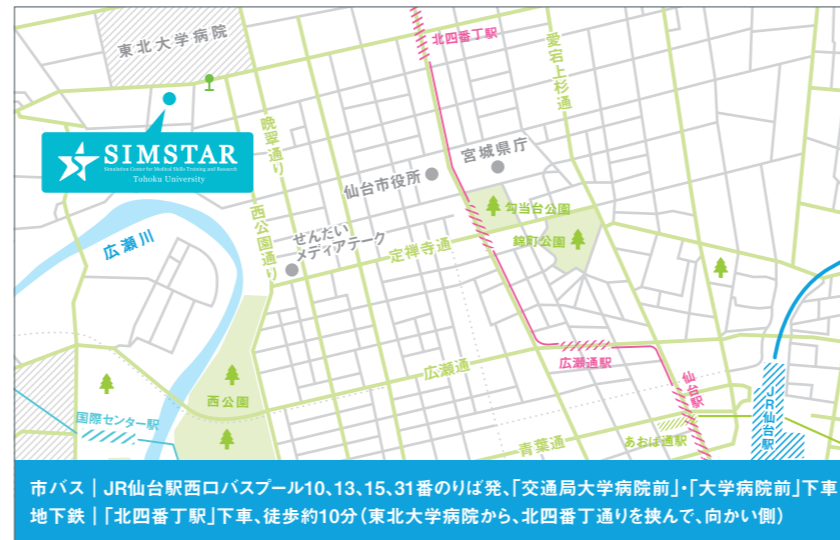 東北大学病院
北四番丁駅
愛宕上杉通
SIMSTAR
Simulation Center for Medical Skills Training and Research
Tohoku University
晩翠通り
宮城県庁
仙台市役所
勾当台公園
せんだい
メディアテーク
西公園通り
広瀬川
定禅寺通
錦町公園
広瀬通
広瀬通駅
仙台駅
JR仙台駅
西公園
国際センター駅
青葉通
あおば通駅
市バス｜JR仙台駅西口バスプール10、13、15、31番のりば発、「交通局大学病院前」・「大学病院前」下車
地下鉄｜「北四番丁駅」下車、徒歩約10分（東北大学病院から、北四番丁通りを挟んで、向かい側）